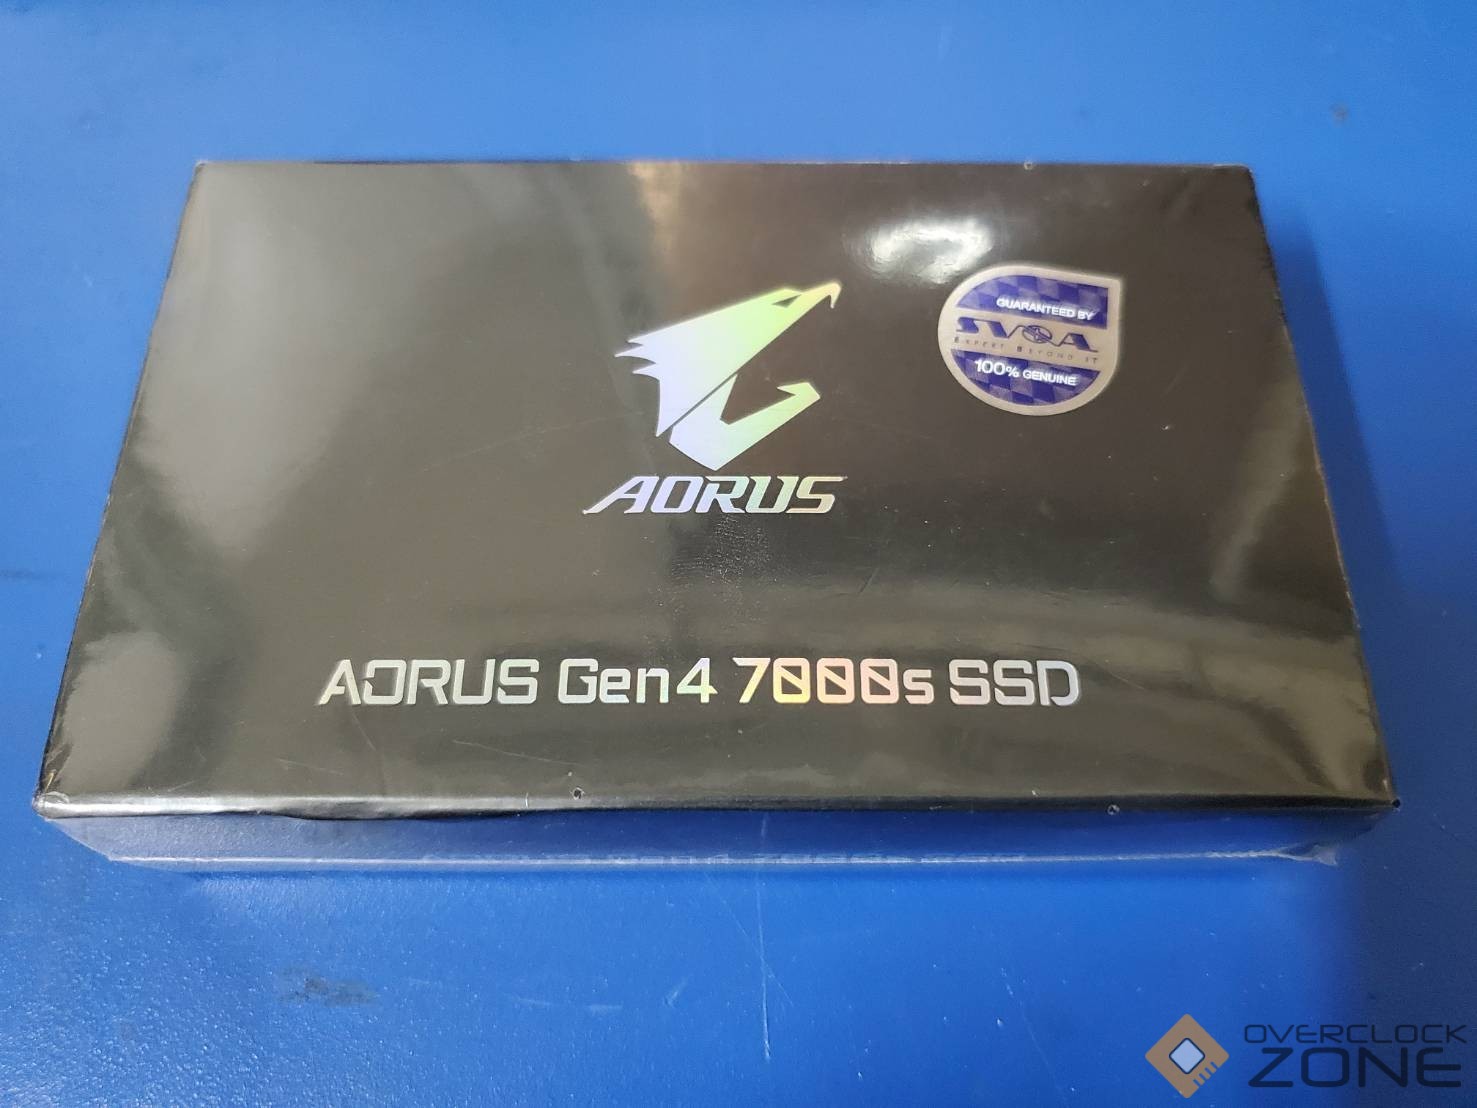 GUARANTEED BY
SVOA
EXPERT BEYOND IT
100% GENUINE
AORUS
AORUS Gen4 7000s SSD
OVERCLOCK
ZONE